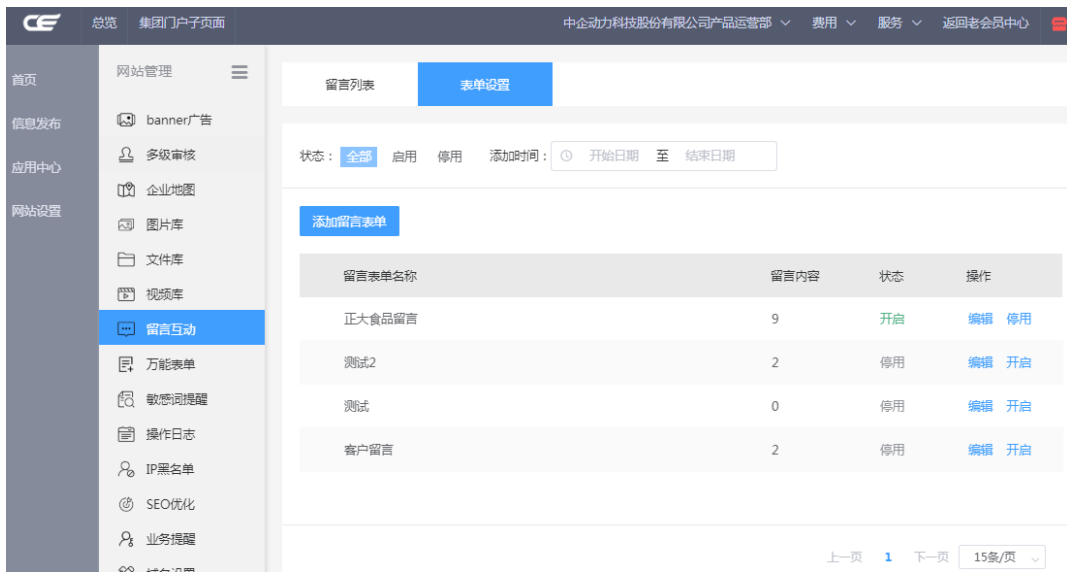 CE 总览 集团门户子页面 中企动力科技股份有限公司产品运营部 费用 服务 返回老会员中心
首页
信息发布
应用中心
网站设置
网站管理
banner广告
多级审核
企业地图
图片库
文件库
视频库
留言互动
万能表单
敏感词提醒
操作日志
IP黑名单
SEO优化
业务提醒
留言列表 表单设置
状态： 全部 启用 停用 添加时间： 开始日期 至 结束日期
添加留言表单
留言表单名称 留言内容 状态 操作
正大食品留言 9 开启 编辑 停用
测试2 2 停用 编辑 开启
测试 0 停用 编辑 开启
客户留言 2 停用 编辑 开启
上一页 1 下一页 15条/页